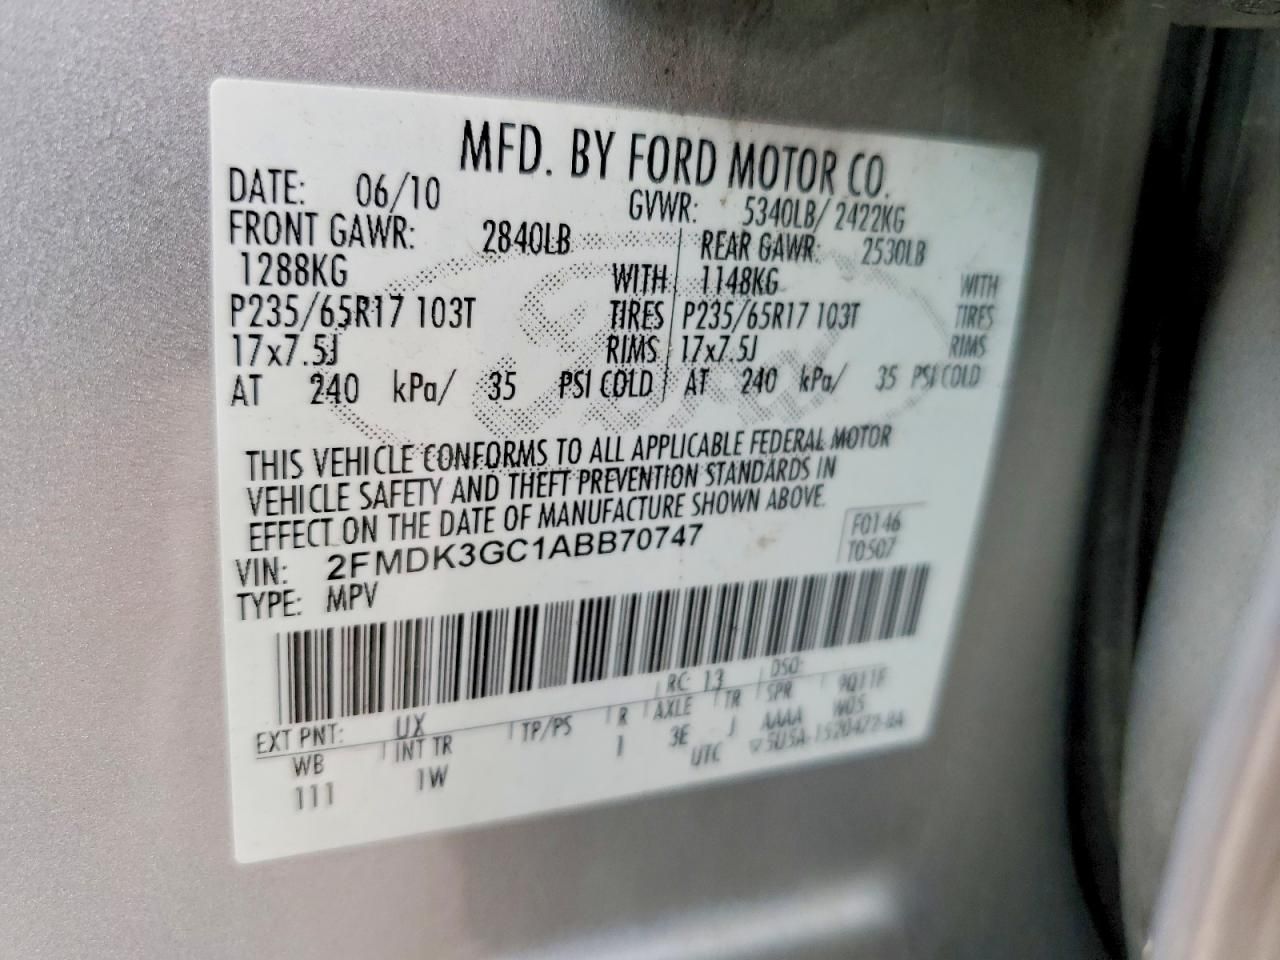 MFD. BY FORD MOTOR CO.
DATE: 06/10 GVWR: 5340LB/ 2422KG
FRONT GAWR: 2840LB REAR GAWR: 2530LB
1288KG WITH 1148KG WITH
P235/65R17 103T TIRES P235/65R17 103T TIRES
17x7.5J RIMS 17x7.5J RIMS
AT 240 kPa/ 35 PSI COLD AT 240 kPa/ 35 PSI COLD
THIS VEHICLE CONFORMS TO ALL APPLICABLE FEDERAL MOTOR
VEHICLE SAFETY AND THEFT PREVENTION STANDARDS IN
EFFECT ON THE DATE OF MANUFACTURE SHOWN ABOVE.
F0146
T0507
VIN: 2FMDK3GC1ABB70747
TYPE: MPV
EXT PNT: UX RC: 13 DSO:
WB INT TR TP/PS R AXLE TR SPR
111 1W 1 3E J AAAA
UTC